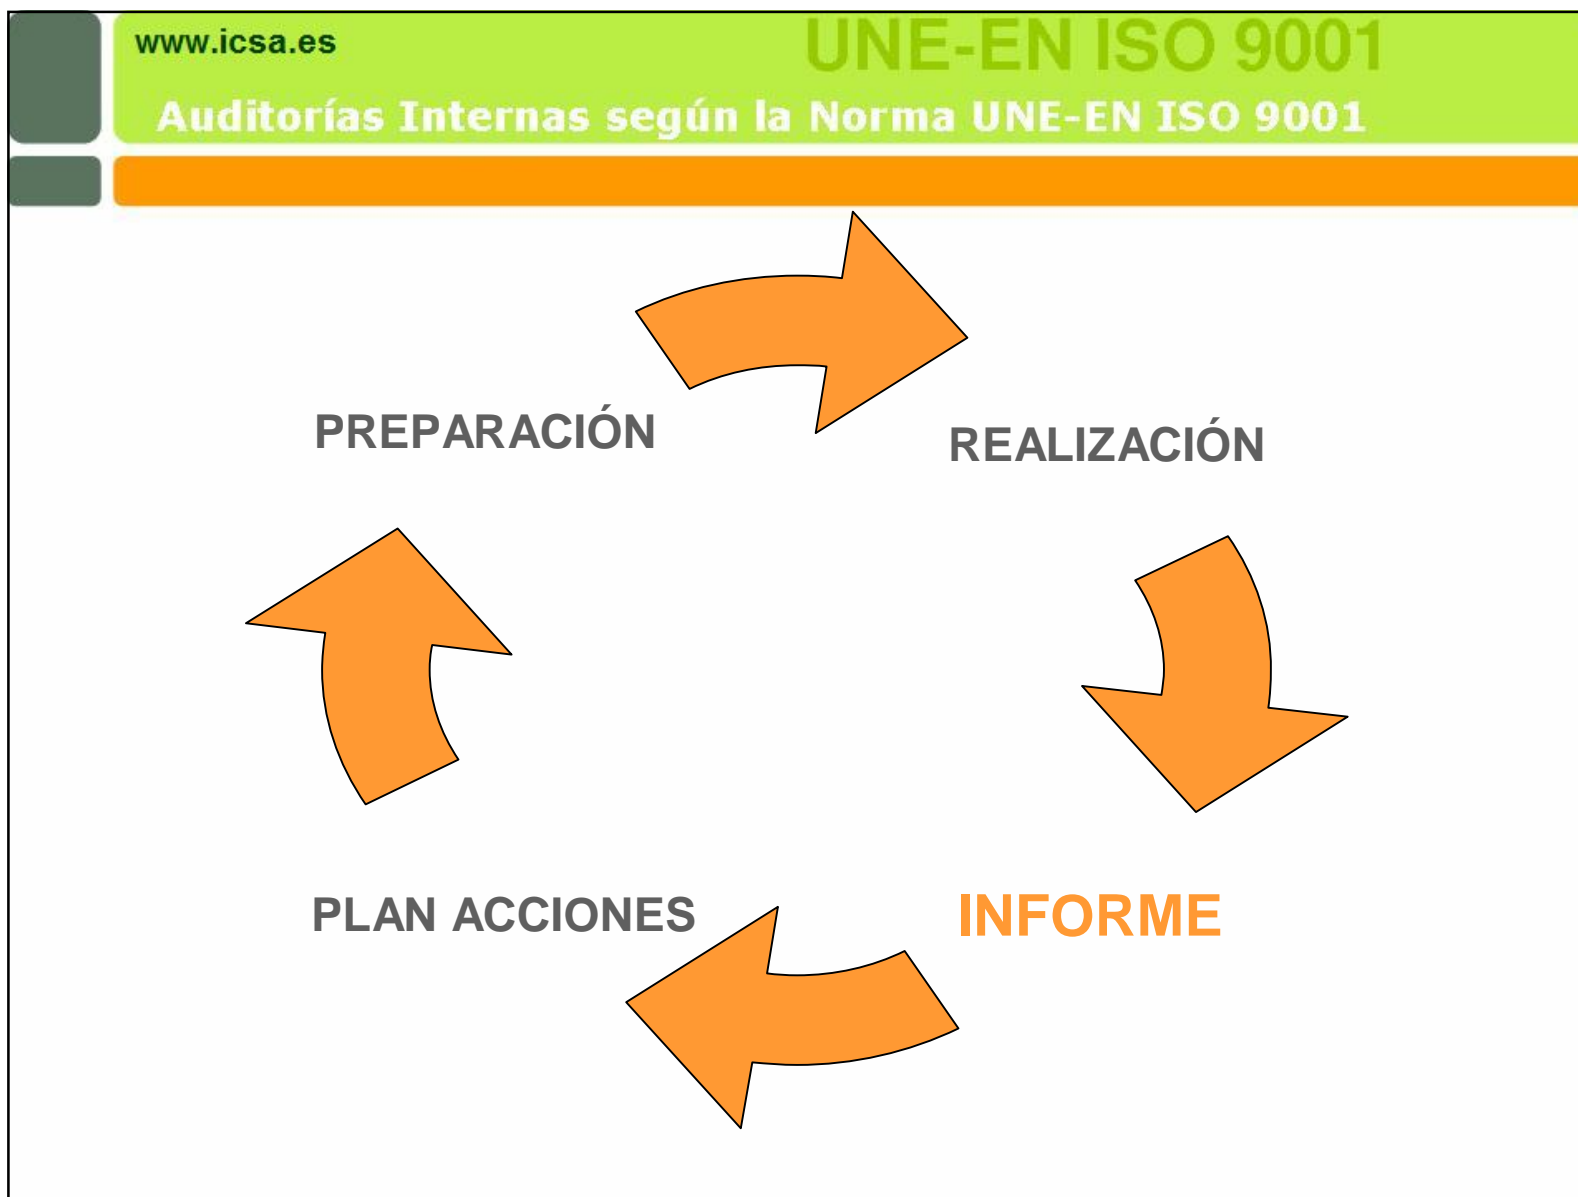 www.icsa.es
UNE-EN ISO 9001
Auditorías Internas según la Norma UNE-EN ISO 9001
PREPARACIÓN
REALIZACIÓN
PLAN ACCIONES
INFORME